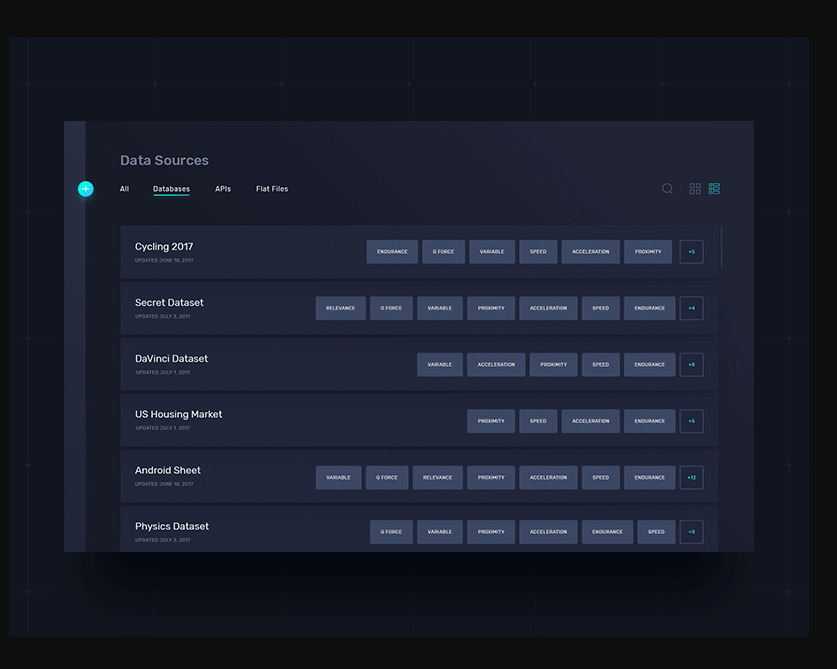 Data Sources
All Databases APIs Flat Files
Cycling 2017
UPDATED JUNE 10, 2017
ENDURANCE G FORCE VARIABLE SPEED ACCELERATION PROXIMITY +5
Secret Dataset
UPDATED JULY 3, 2017
RELEVANCE G FORCE VARIABLE PROXIMITY ACCELERATION SPEED ENDURANCE +4
DaVinci Dataset
UPDATED JULY 1, 2017
VARIABLE ACCELERATION PROXIMITY SPEED ENDURANCE +8
US Housing Market
UPDATED JULY 1, 2017
PROXIMITY SPEED ACCELERATION ENDURANCE +5
Android Sheet
UPDATED JUNE 10, 2017
VARIABLE G FORCE RELEVANCE PROXIMITY ACCELERATION SPEED ENDURANCE +12
Physics Dataset
UPDATED JULY 3, 2017
G FORCE VARIABLE PROXIMITY ACCELERATION ENDURANCE SPEED +8